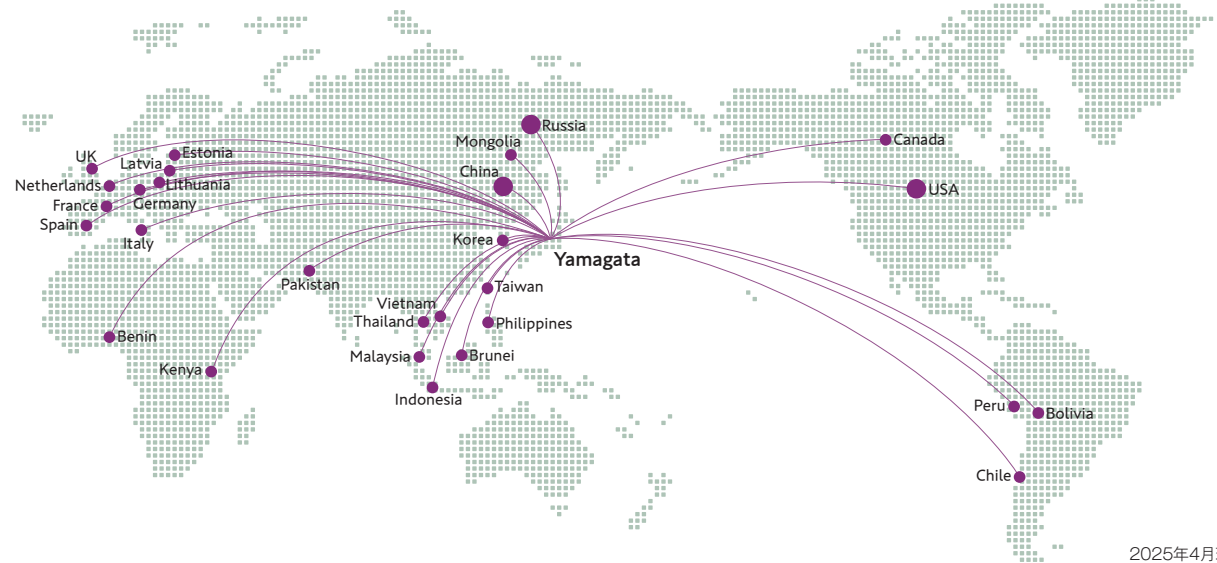 Russia
Canada
Mongolia
UK
Estonia
Latvia
China
Netherlands
Lithuania
USA
Germany
France
Spain
Italy
Korea
Yamagata
Pakistan
Taiwan
Vietnam
Thailand
Philippines
Benin
Malaysia
Brunei
Kenya
Indonesia
Peru
Bolivia
Chile
2025年4月